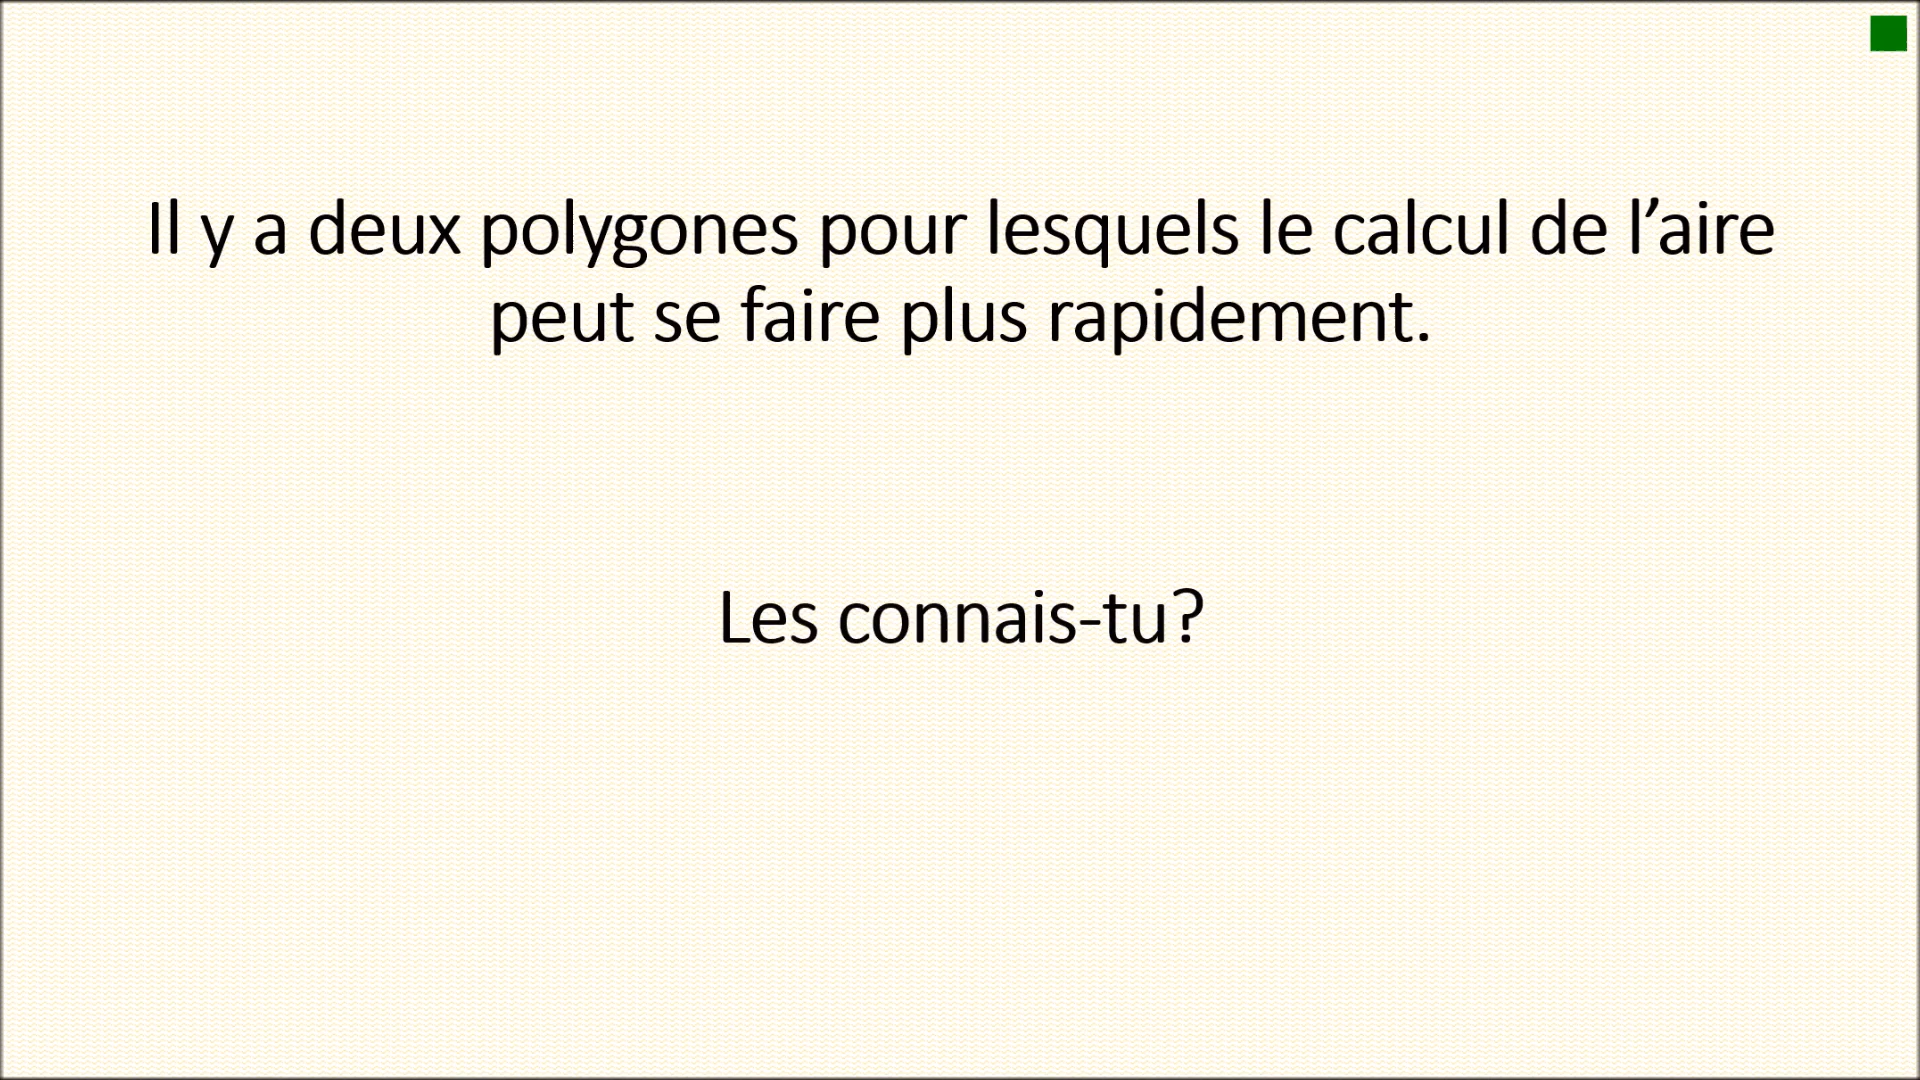 Il y a deux polygones pour lesquels le calcul de l’aire
peut se faire plus rapidement.
Les connais-tu?